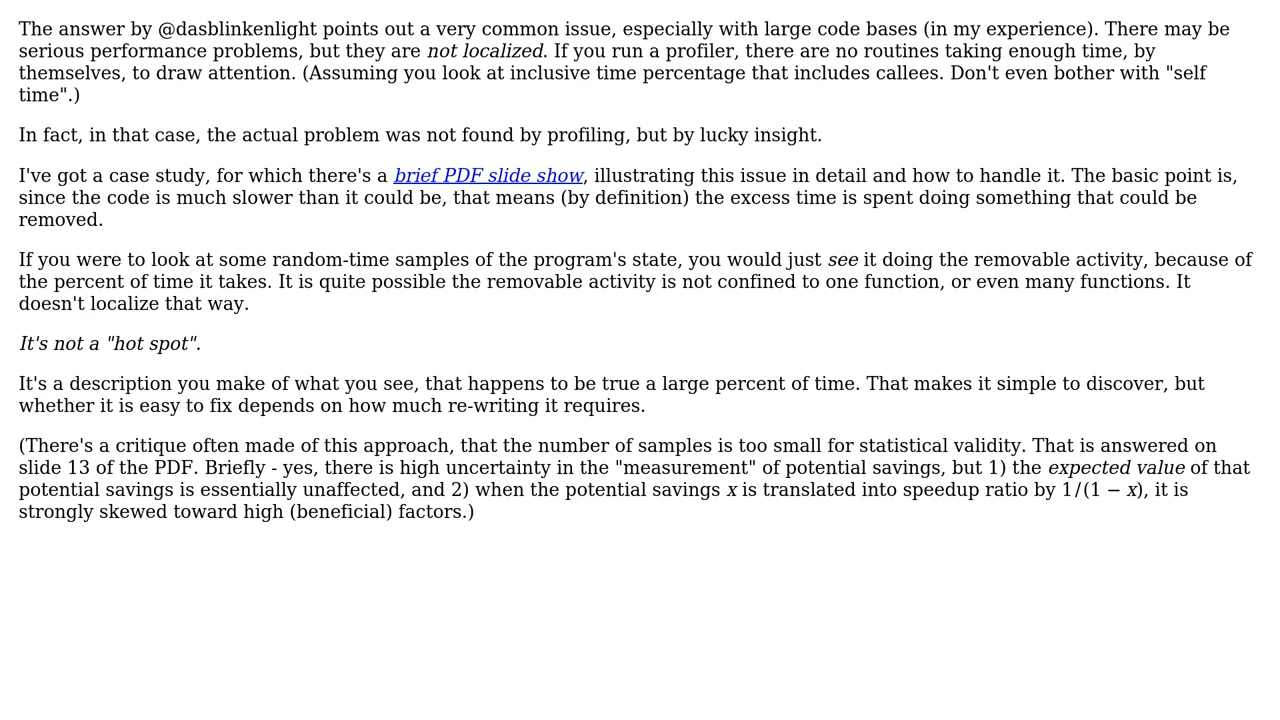 The answer by @dasblinkenlight points out a very common issue, especially with large code bases (in my experience). There may be
serious performance problems, but they are not localized. If you run a profiler, there are no routines taking enough time, by
themselves, to draw attention. (Assuming you look at inclusive time percentage that includes callees. Don't even bother with "self
time".)
In fact, in that case, the actual problem was not found by profiling, but by lucky insight.
I've got a case study, for which there's a brief PDF slide show, illustrating this issue in detail and how to handle it. The basic point is,
since the code is much slower than it could be, that means (by definition) the excess time is spent doing something that could be
removed.
If you were to look at some random-time samples of the program's state, you would just see it doing the removable activity, because of
the percent of time it takes. It is quite possible the removable activity is not confined to one function, or even many functions. It
doesn't localize that way.
It's not a "hot spot".
It's a description you make of what you see, that happens to be true a large percent of time. That makes it simple to discover, but
whether it is easy to fix depends on how much re-writing it requires.
(There's a critique often made of this approach, that the number of samples is too small for statistical validity. That is answered on
slide 13 of the PDF. Briefly - yes, there is high uncertainty in the "measurement" of potential savings, but 1) the expected value of that
potential savings is essentially unaffected, and 2) when the potential savings x is translated into speedup ratio by 1/(1 − x), it is
strongly skewed toward high (beneficial) factors.)